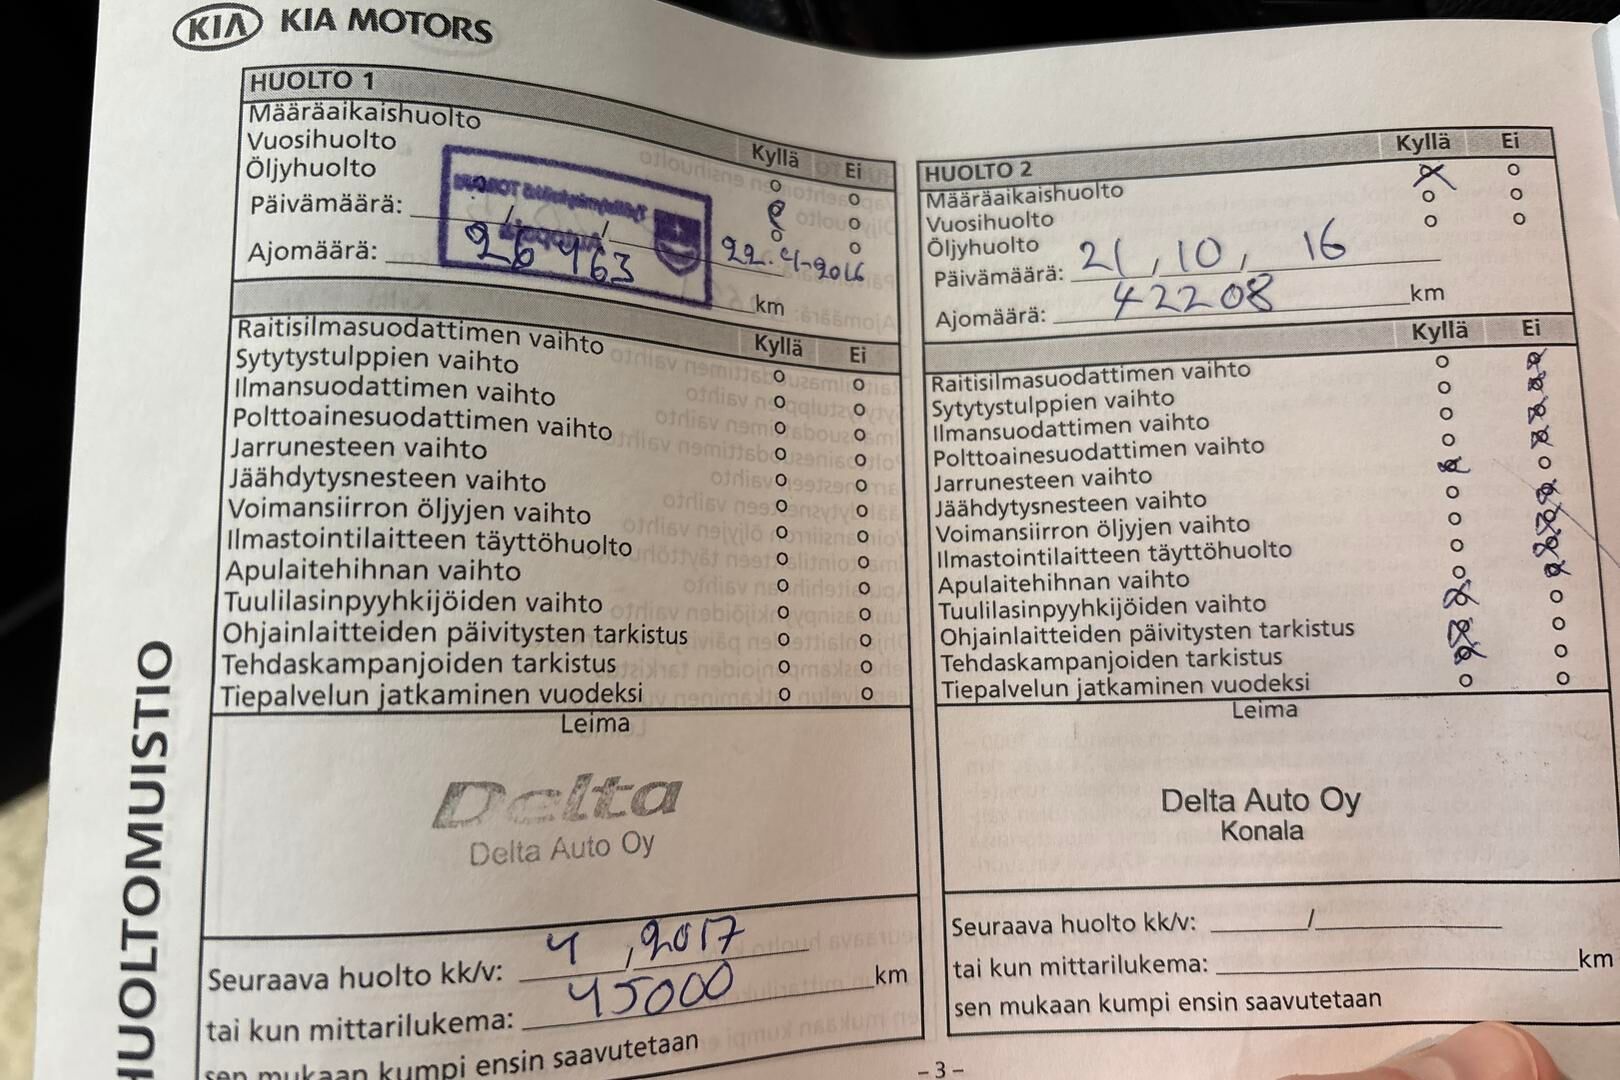 KIA KIA MOTORS
HUOLTOMUISTIO
HUOLTO 1
Kyllä Ei
Määräaikaishuolto
Vuosihuolto
Öljyhuolto
Päivämäärä: 22.4-2016
Ajomäärä: 26 463 km
Kyllä Ei
Raitisilmasuodattimen vaihto
Sytytystulppien vaihto
Ilmansuodattimen vaihto
Polttoainesuodattimen vaihto
Jarrunesteen vaihto
Jäähdytysnesteen vaihto
Voimansiirron öljyjen vaihto
Ilmastointilaitteen täyttöhuolto
Apulaitehihnan vaihto
Tuulilasinpyyhkijöiden vaihto
Ohjainlaitteiden päivitysten tarkistus
Tehdaskampanjoiden tarkistus
Tiepalvelun jatkaminen vuodeksi
Leima
Delta
Delta Auto Oy
Seuraava huolto kk/v: 4 , 2017
tai kun mittarilukema: 45000 km
sen mukaan kumpi ensin saavutetaan
HUOLTO 2
Kyllä Ei
Määräaikaishuolto
Vuosihuolto
Öljyhuolto
Päivämäärä: 21 , 10 , 16
Ajomäärä: 42208 km
Kyllä Ei
Raitisilmasuodattimen vaihto
Sytytystulppien vaihto
Ilmansuodattimen vaihto
Polttoainesuodattimen vaihto
Jarrunesteen vaihto
Jäähdytysnesteen vaihto
Voimansiirron öljyjen vaihto
Ilmastointilaitteen täyttöhuolto
Apulaitehihnan vaihto
Tuulilasinpyyhkijöiden vaihto
Ohjainlaitteiden päivitysten tarkistus
Tehdaskampanjoiden tarkistus
Tiepalvelun jatkaminen vuodeksi
Leima
Delta Auto Oy
Konala
Seuraava huolto kk/v: /
tai kun mittarilukema: km
sen mukaan kumpi ensin saavutetaan
- 3 -